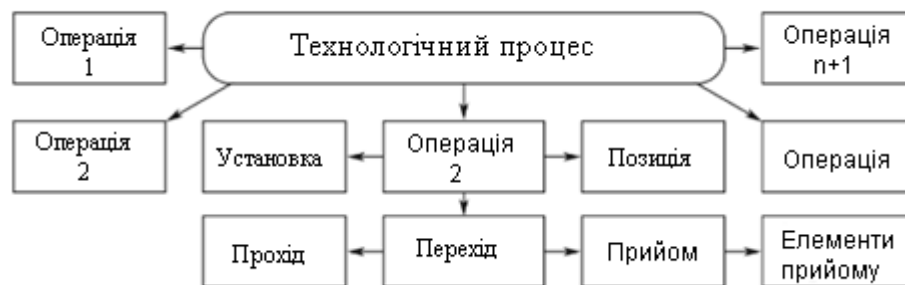 Операція
1
Технологічний процес
Операція
n+1
Операція
2
Установка
Операція
2
Позиція
Операція
Прохід
Перехід
Прийом
Елементи
прийому